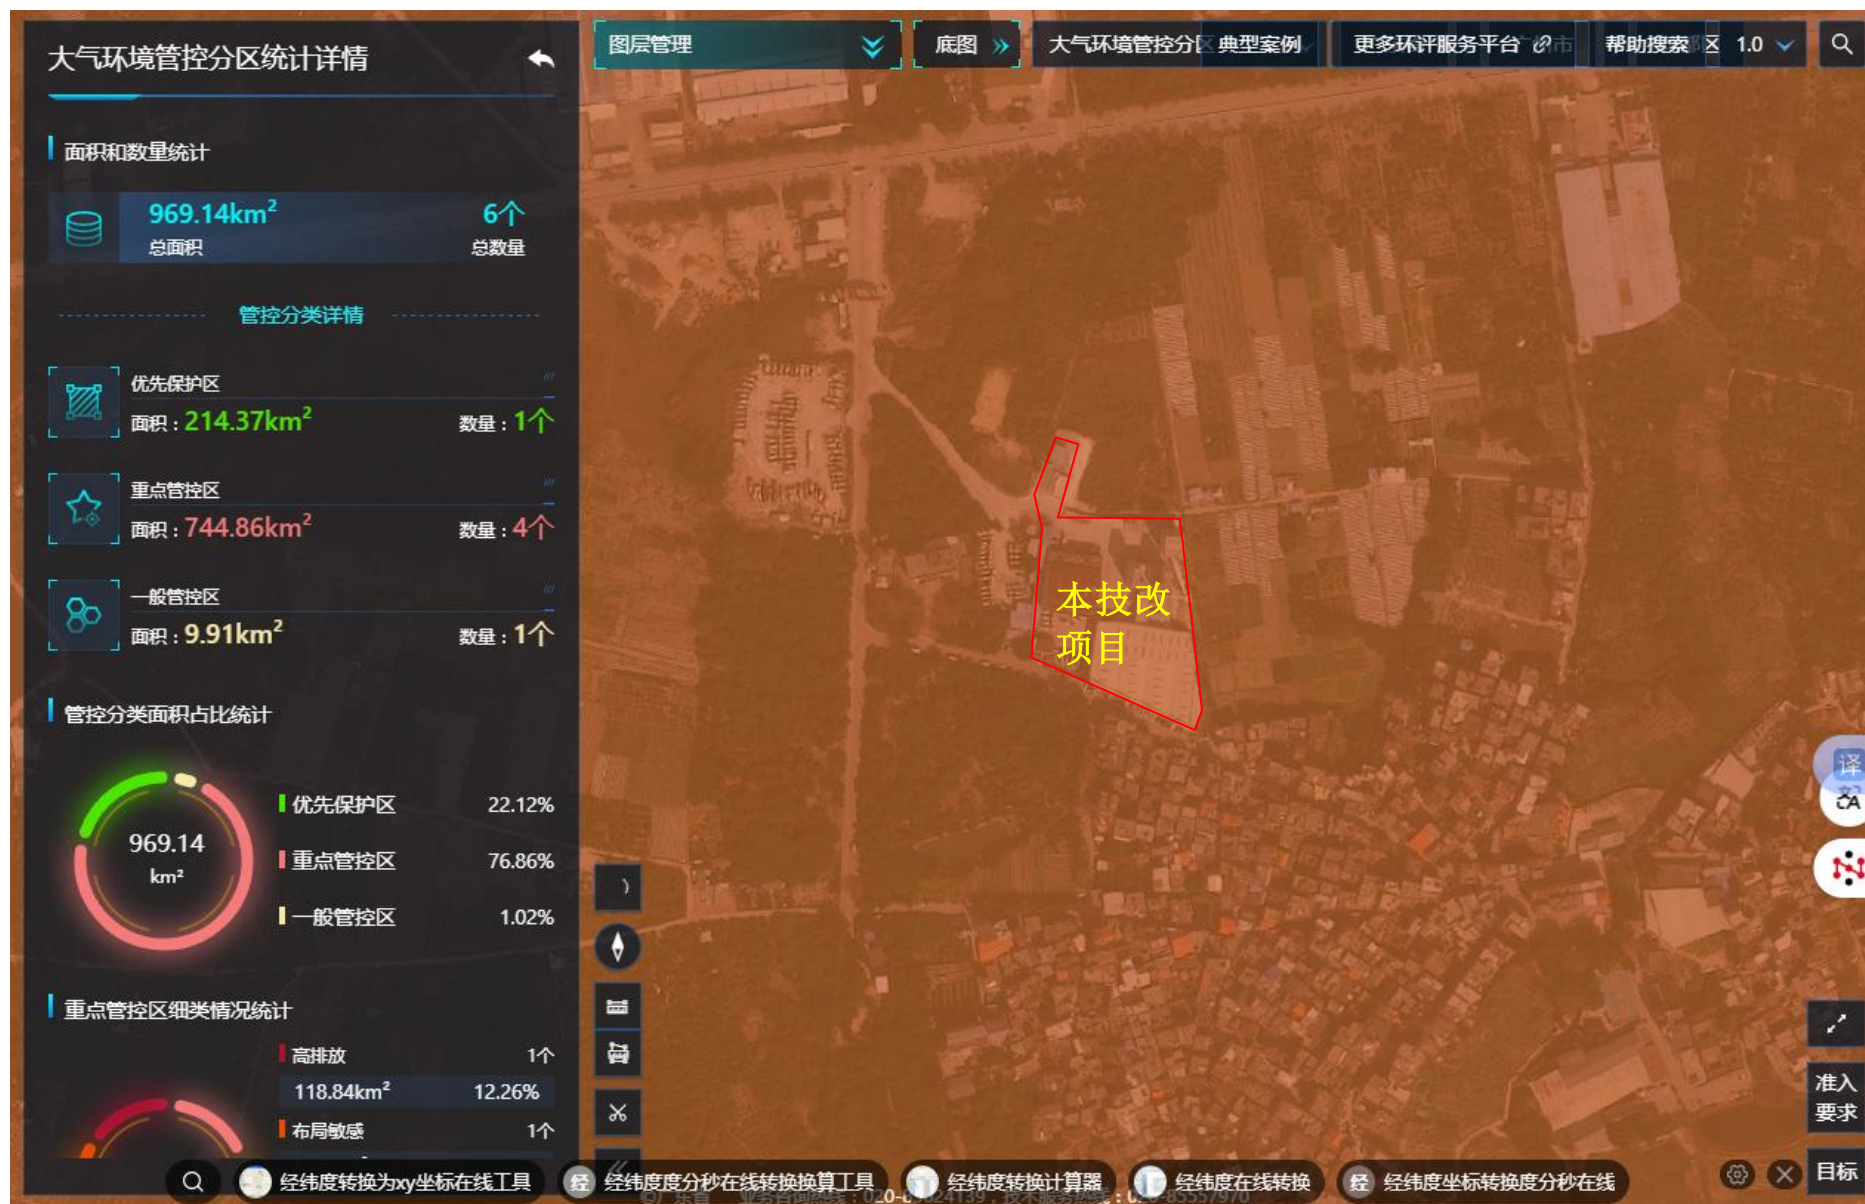 大气环境管控分区统计详情
图层管理
底图
大气环境管控分
典型案例
更多环评服务平台
帮助搜索
区
1.0
面积和数量统计
969.14km²
6个
总面积
总数量
管控分类详情
优先保护区
面积：214.37km²
数量：1个
重点管控区
面积：744.86km²
数量：4个
一般管控区
面积：9.91km²
数量：1个
管控分类面积占比统计
969.14
km²
优先保护区 22.12%
重点管控区 76.86%
一般管控区 1.02%
重点管控区细类情况统计
高排放 1个
118.84km² 12.26%
布局敏感 1个
本技改
项目
译
准入
要求
目标
经纬度转换为xy坐标在线工具
经 经纬度度分秒在线转换换算工具
经纬度转换计算器
经纬度在线转换
经 经纬度坐标转换度分秒在线